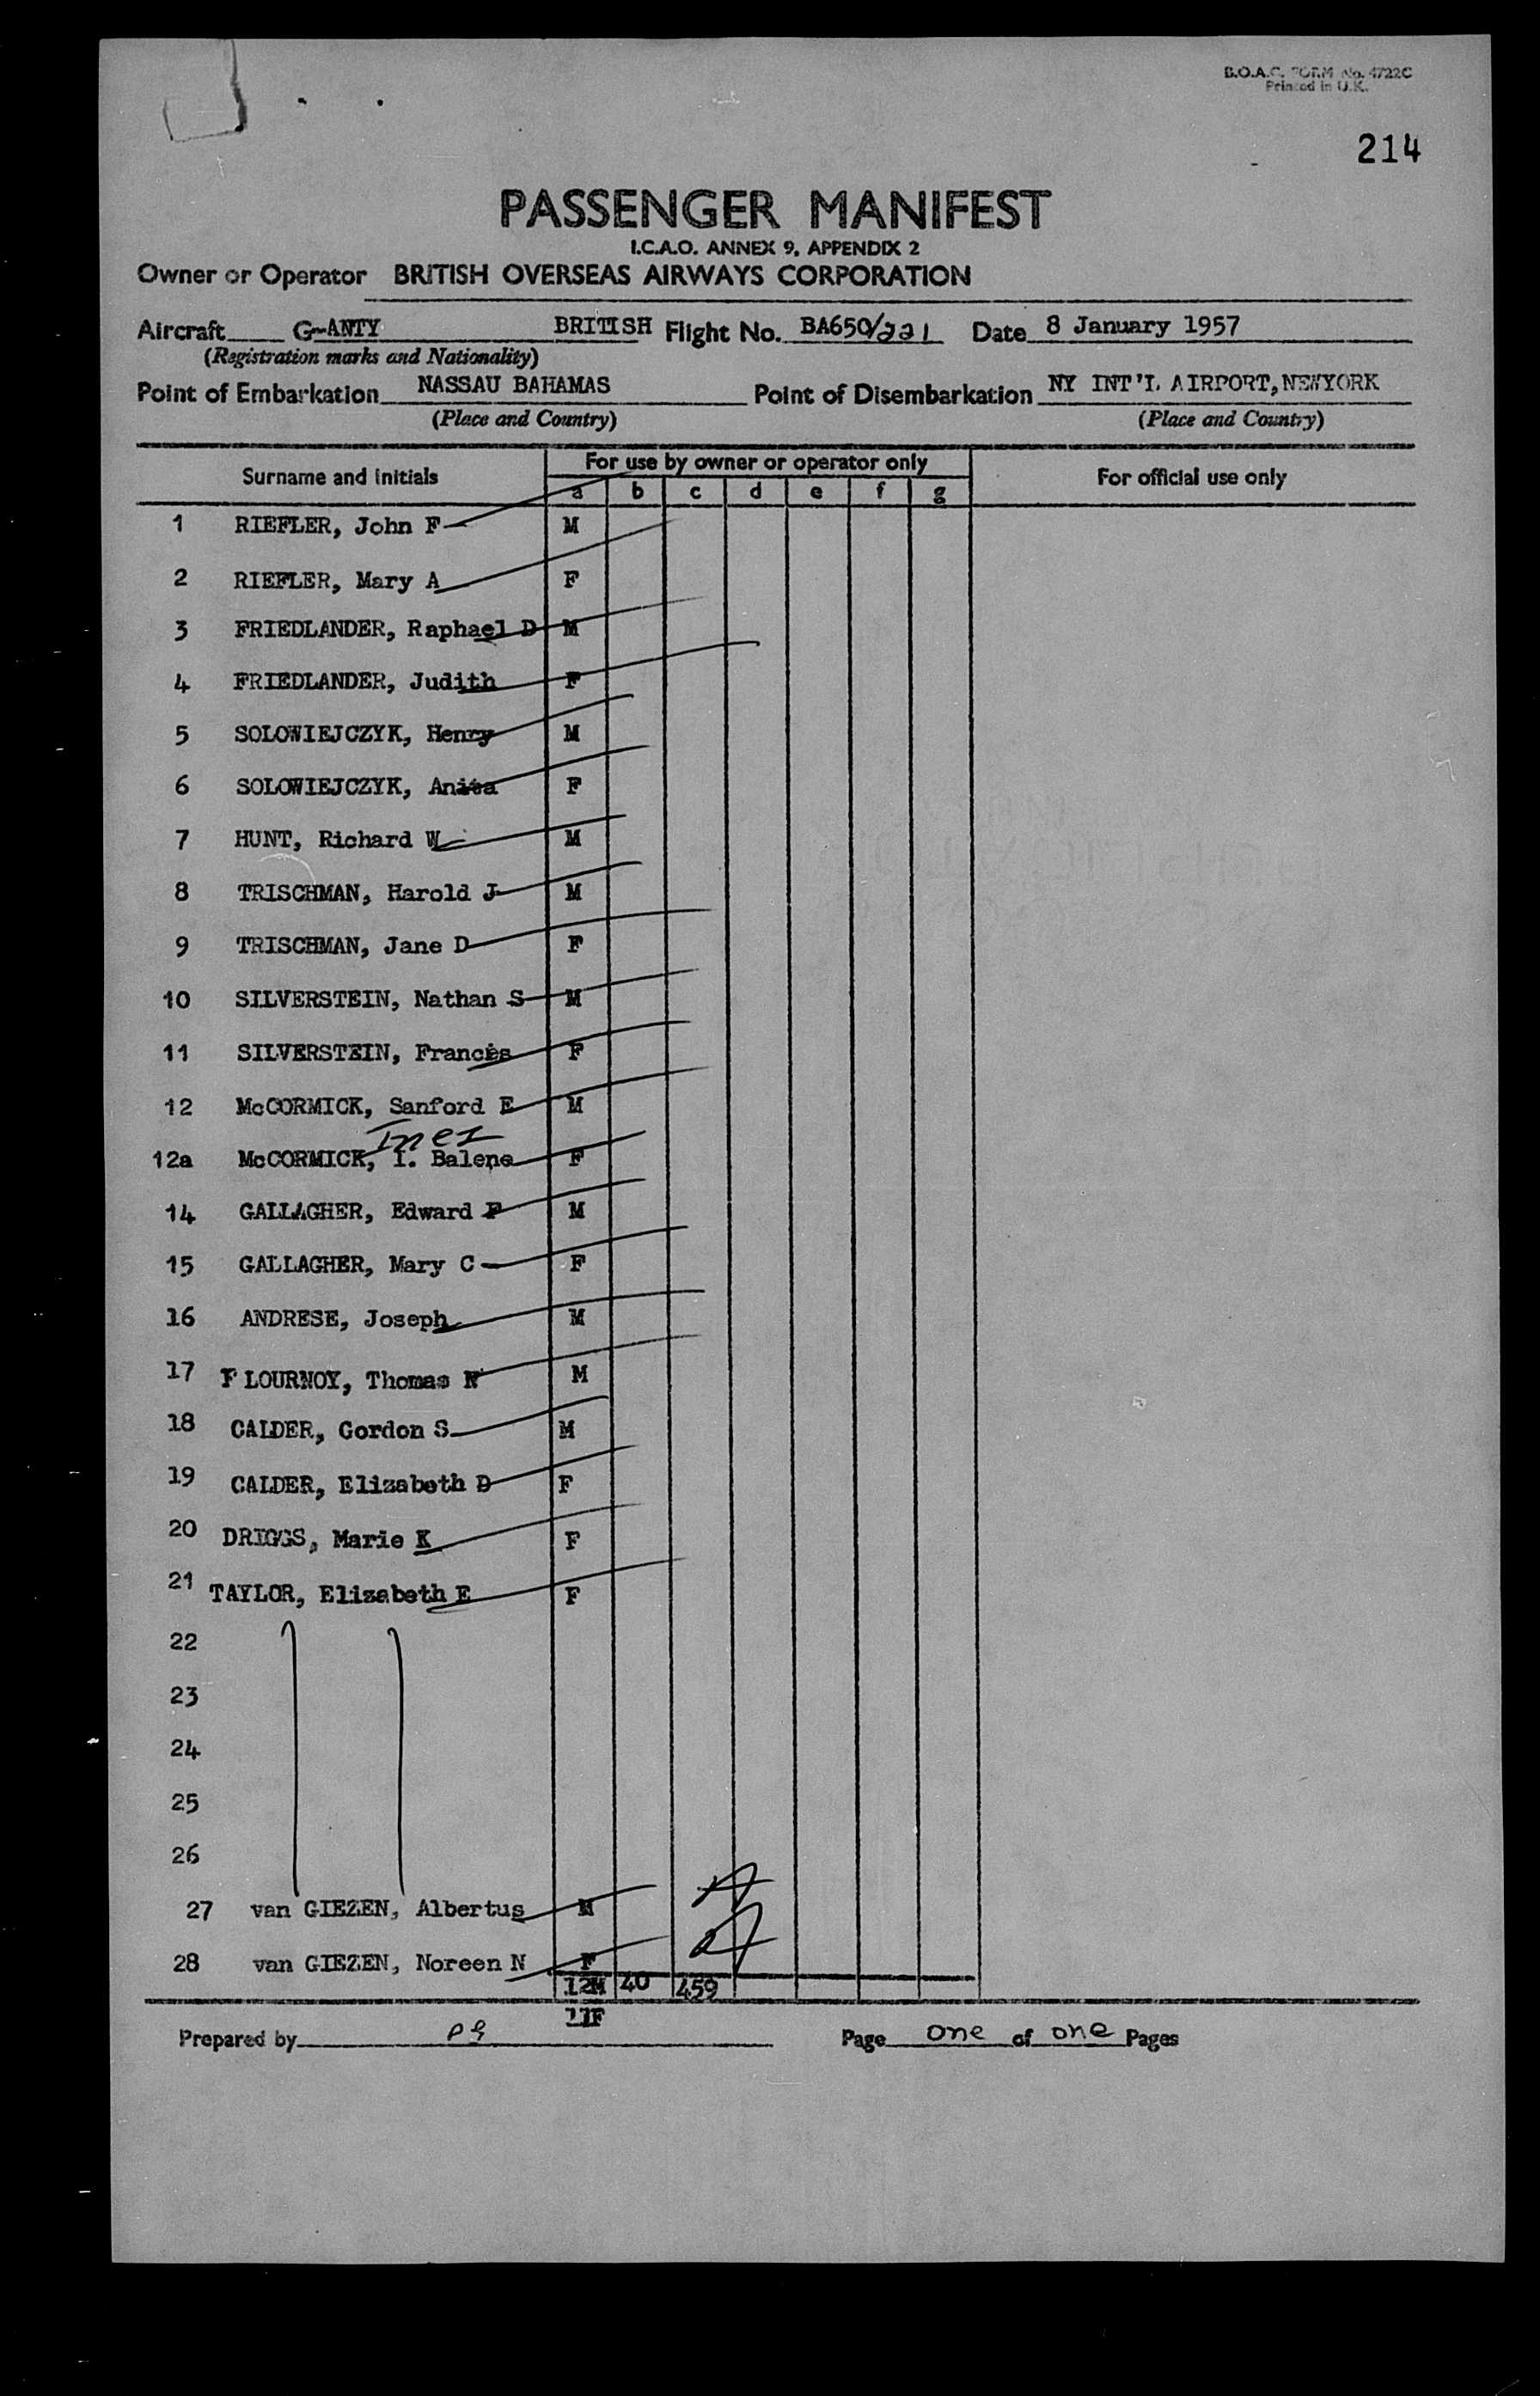 B.O.A.C. FORM No. 4722C
Printed in U.K.
214
PASSENGER MANIFEST
I.C.A.O. ANNEX 9, APPENDIX 2
Owner or Operator BRITISH OVERSEAS AIRWAYS CORPORATION
Aircraft G-ANTY BRITISH Flight No. BA650/221 Date 8 January 1957
(Registration marks and Nationality)
Point of Embarkation NASSAU BAHAMAS Point of Disembarkation NY INT'L AIRPORT, NEWYORK
(Place and Country) (Place and Country)
Surname and initials For use by owner or operator only For official use only
a b c d e f g
1 RIEFLER, John F M
2 RIEFLER, Mary A F
3 FRIEDLANDER, Raphael D M
4 FRIEDLANDER, Judith F
5 SOLOWIEJCZYK, Henry M
6 SOLOWIEJCZYK, Anita F
7 HUNT, Richard W M
8 TRISCHMAN, Harold J M
9 TRISCHMAN, Jane D F
10 SILVERSTEIN, Nathan S M
11 SILVERSTEIN, Frances F
12 McCORMICK, Sanford E M
Inez
12a McCORMICK, I. Balene F
14 GALLAGHER, Edward F M
15 GALLAGHER, Mary C F
16 ANDRESE, Joseph M
17 F LOURNOY, Thomas N M
18 CALDER, Gordon S M
19 CALDER, Elizabeth D F
20 DRIGGS, Marie K F
21 TAYLOR, Elizabeth E F
22
23
24
25
26
27 van GIEZEN, Albertus M
28 van GIEZEN, Noreen N F
12M 40 459
11F
Prepared by Page one of one Pages